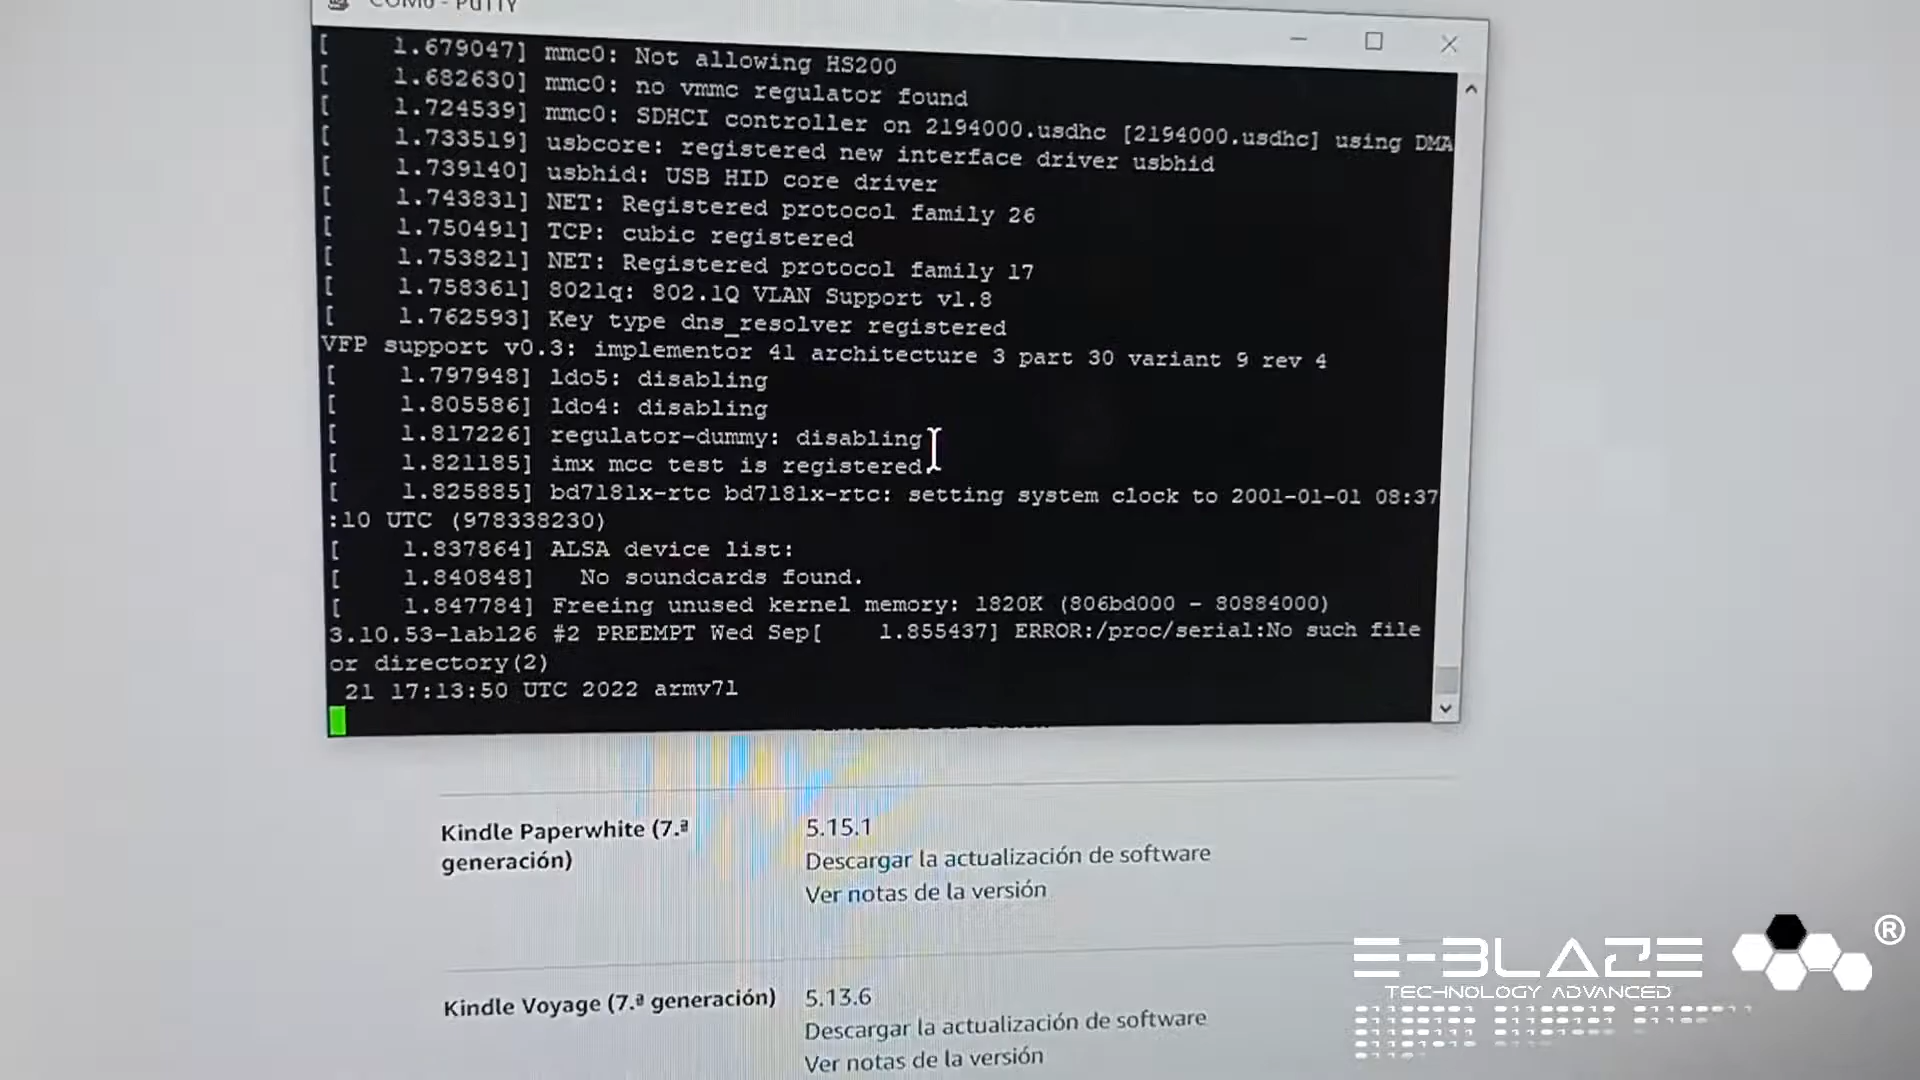 COM6 - PuTTY
[    1.679047] mmc0: Not allowing HS200
[    1.682630] mmc0: no vmmc regulator found
[    1.724539] mmc0: SDHCI controller on 2194000.usdhc [2194000.usdhc] using DMA
[    1.733519] usbcore: registered new interface driver usbhid
[    1.739140] usbhid: USB HID core driver
[    1.743831] NET: Registered protocol family 26
[    1.750491] TCP: cubic registered
[    1.753821] NET: Registered protocol family 17
[    1.758361] 8021q: 802.1Q VLAN Support v1.8
[    1.762593] Key type dns_resolver registered
VFP support v0.3: implementor 41 architecture 3 part 30 variant 9 rev 4
[    1.797948] ldo5: disabling
[    1.805586] ldo4: disabling
[    1.817226] regulator-dummy: disabling
[    1.821185] imx mcc test is registered
[    1.825885] bd7181x-rtc bd7181x-rtc: setting system clock to 2001-01-01 08:37
:10 UTC (978338230)
[    1.837864] ALSA device list:
[    1.840848]   No soundcards found.
[    1.847784] Freeing unused kernel memory: 1820K (806bd000 - 80884000)
3.10.53-lab126 #2 PREEMPT Wed Sep[    1.855437] ERROR:/proc/serial:No such file
or directory(2)
 21 17:13:50 UTC 2022 armv7l
Kindle Paperwhite (7.ª
generación)
5.15.1
Descargar la actualización de software
Ver notas de la versión
Kindle Voyage (7.ª generación)
5.13.6
Descargar la actualización de software
Ver notas de la versión
E-BLAZE ®
TECHNOLOGY ADVANCED